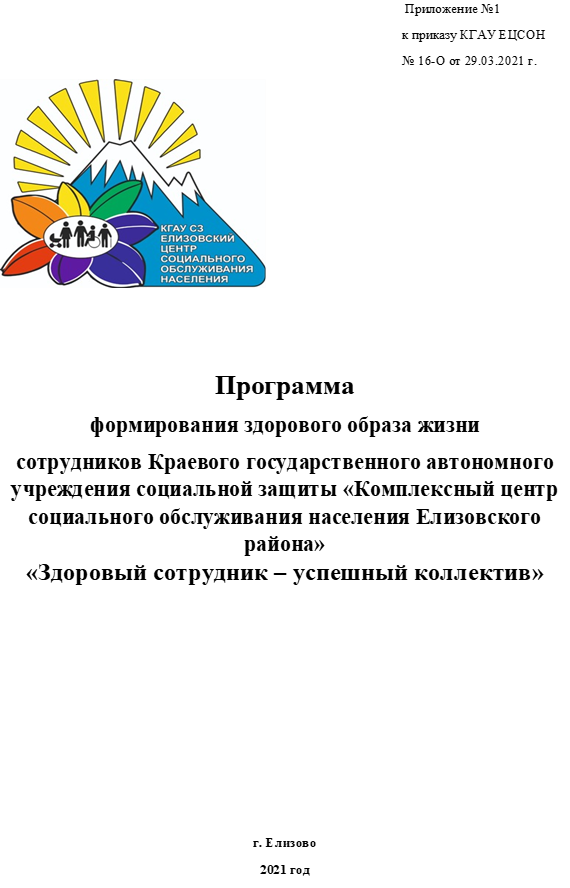 Приложение №1
к приказу КГАУ ЕЦСОН
№ 16-О от 29.03.2021 г.
КГАУ СЗ
ЕЛИЗОВСКИЙ
ЦЕНТР
СОЦИАЛЬНОГО
ОБСЛУЖИВАНИЯ
НАСЕЛЕНИЯ
Программа
формирования здорового образа жизни
сотрудников Краевого государственного автономного
учреждения социальной защиты «Комплексный центр
социального обслуживания населения Елизовского
района»
«Здоровый сотрудник – успешный коллектив»
г. Елизово
2021 год